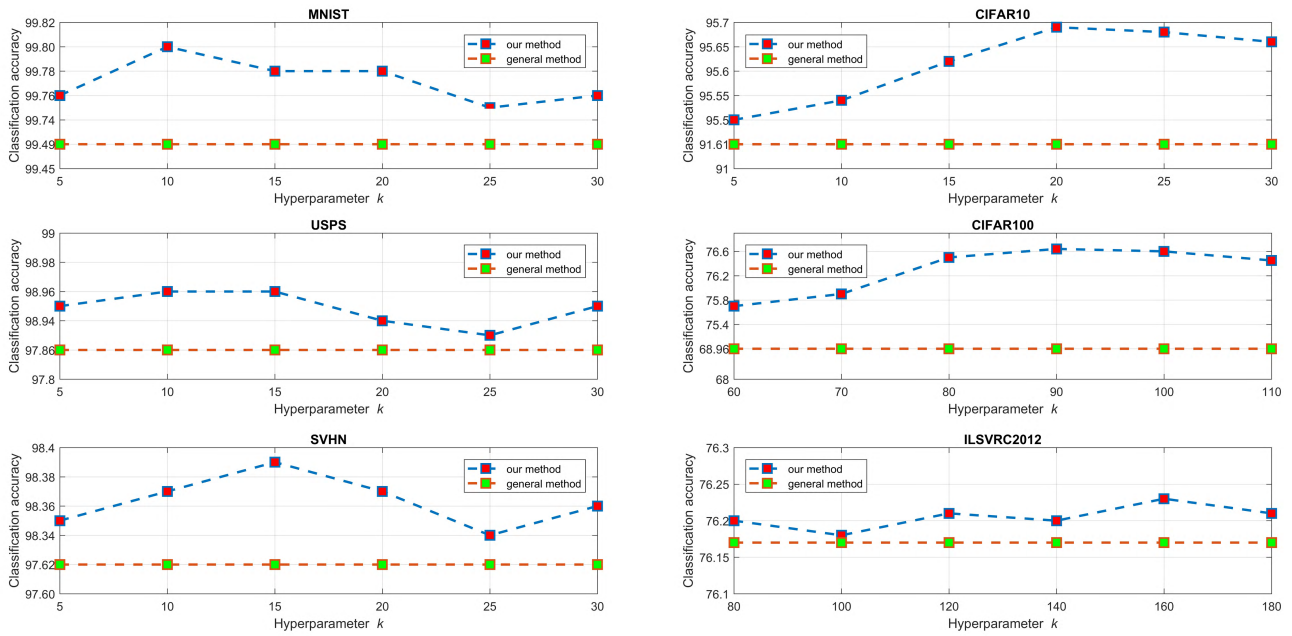 MNIST
Classification accuracy
99.82
99.80
99.78
99.76
99.74
99.49
99.45
our method
general method
5 10 15 20 25 30
Hyperparameter k
CIFAR10
Classification accuracy
95.7
95.65
95.6
95.55
95.5
91.61
91
our method
general method
5 10 15 20 25 30
Hyperparameter k
USPS
Classification accuracy
99
98.98
98.96
98.94
97.86
97.8
our method
general method
5 10 15 20 25 30
Hyperparameter k
CIFAR100
Classification accuracy
76.6
76.2
75.8
75.4
68.96
68
our method
general method
60 70 80 90 100 110
Hyperparameter k
SVHN
Classification accuracy
98.4
98.38
98.36
98.34
97.62
97.60
our method
general method
5 10 15 20 25 30
Hyperparameter k
ILSVRC2012
Classification accuracy
76.3
76.25
76.2
76.15
76.1
our method
general method
80 100 120 140 160 180
Hyperparameter k